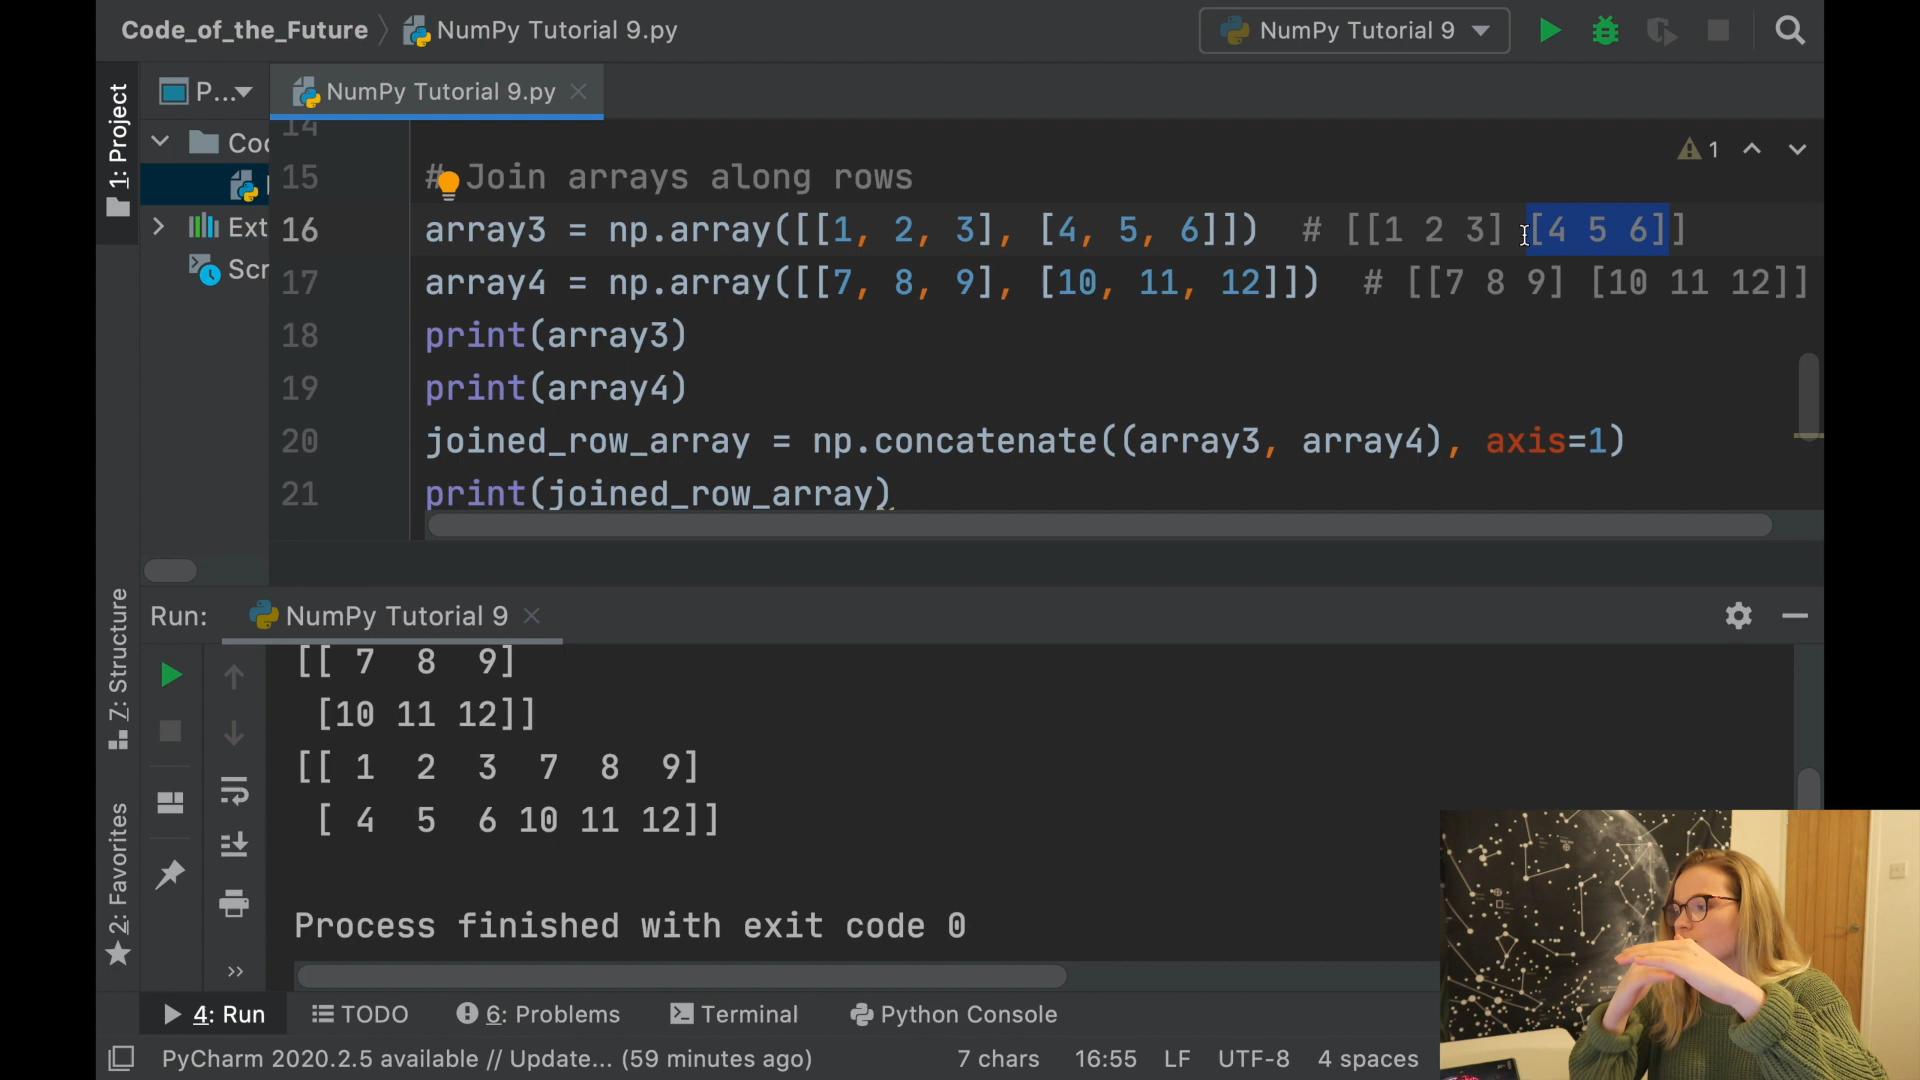 Code_of_the_Future
NumPy Tutorial 9.py
NumPy Tutorial 9
P...
NumPy Tutorial 9.py
1: Project
Ext
Scr
7: Structure
2: Favorites
14
15 # Join arrays along rows
1
16 array3 = np.array([[1, 2, 3], [4, 5, 6]]) # [[1 2 3] [4 5 6]]
17 array4 = np.array([[7, 8, 9], [10, 11, 12]]) # [[7 8 9] [10 11 12]]
18 print(array3)
19 print(array4)
20 joined_row_array = np.concatenate((array3, array4), axis=1)
21 print(joined_row_array)
Run: NumPy Tutorial 9
[[ 7 8 9]
[10 11 12]]
[[ 1 2 3 7 8 9]
[ 4 5 6 10 11 12]]
Process finished with exit code 0
4: Run
TODO
6: Problems
Terminal
Python Console
PyCharm 2020.2.5 available // Update... (59 minutes ago)
7 chars
16:55
LF
UTF-8
4 spaces